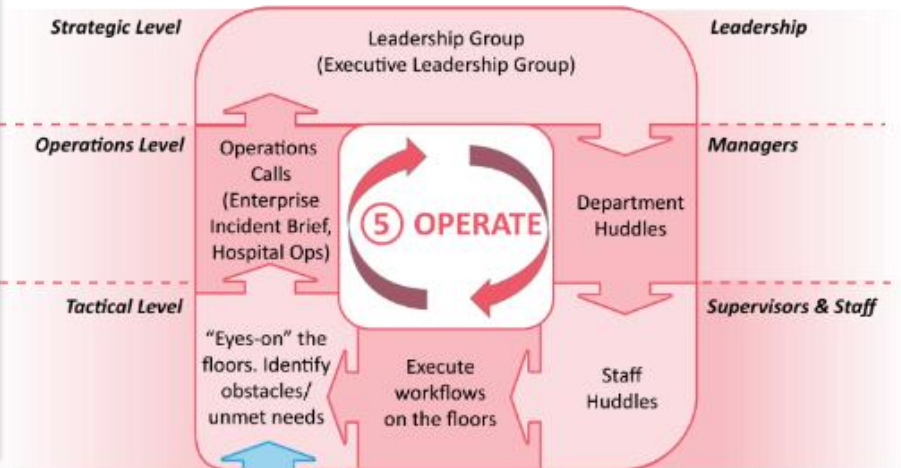 Strategic Level
Leadership Group
(Executive Leadership Group)
Leadership
Operations Level
Operations
Calls
(Enterprise
Incident Brief,
Hospital Ops)
5 OPERATE
Department
Huddles
Managers
Tactical Level
"Eyes-on" the
floors. Identify
obstacles/
unmet needs
Execute
workflows
on the floors
Staff
Huddles
Supervisors & Staff